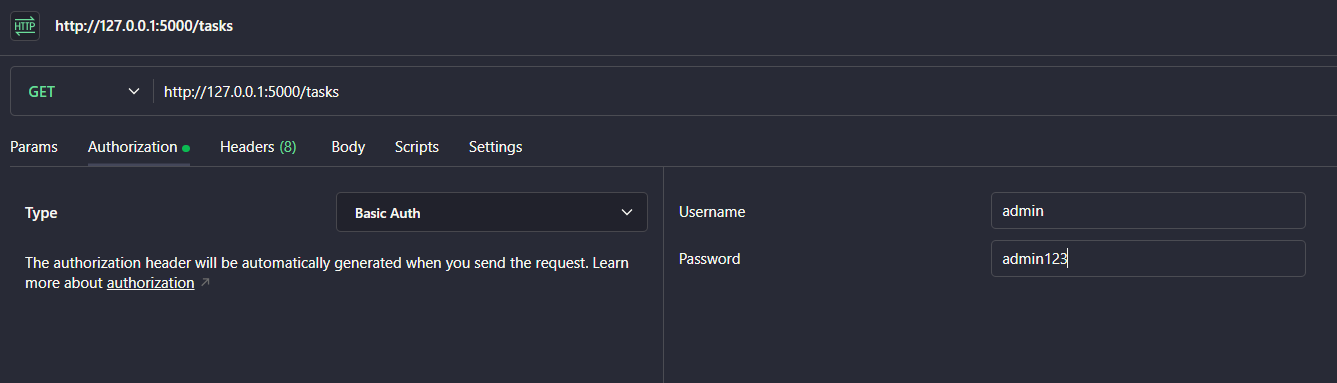 HTTP http://127.0.0.1:5000/tasks
GET http://127.0.0.1:5000/tasks
Params Authorization Headers (8) Body Scripts Settings
Type Basic Auth
The authorization header will be automatically generated when you send the request. Learn
more about authorization
Username admin
Password admin123